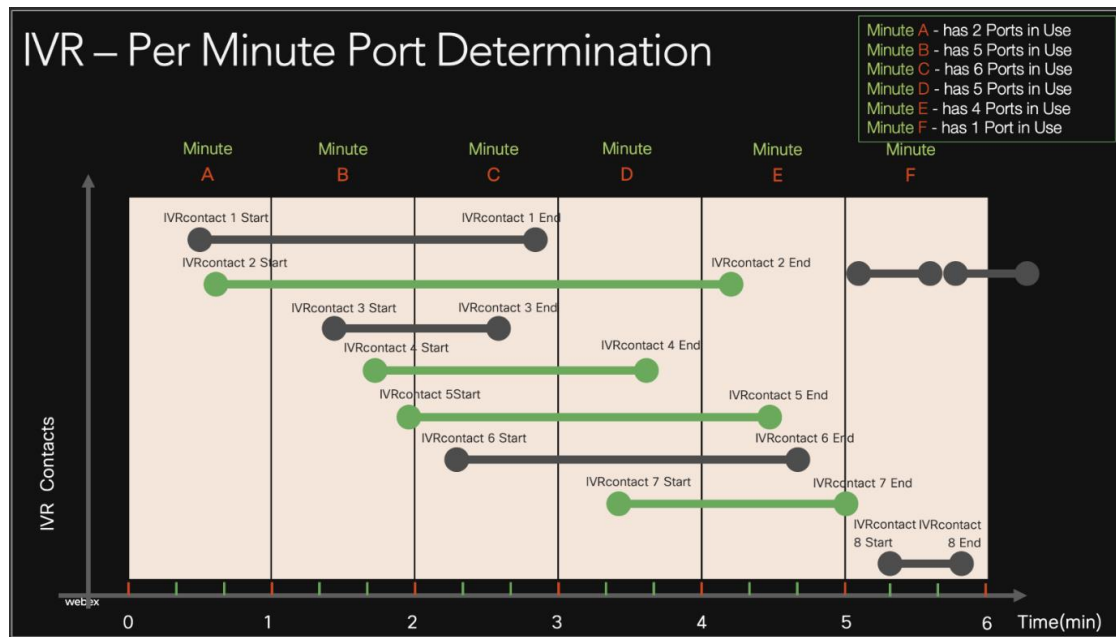 IVR – Per Minute Port Determination
Minute A - has 2 Ports in Use
Minute B - has 5 Ports in Use
Minute C - has 6 Ports in Use
Minute D - has 5 Ports in Use
Minute E - has 4 Ports in Use
Minute F - has 1 Port in Use
Minute Minute Minute Minute Minute Minute
A B C D E F
IVRcontact 1 Start IVRcontact 1 End
IVRcontact 2 Start IVRcontact 2 End
IVRcontact 3 Start IVRcontact 3 End
IVRcontact 4 Start IVRcontact 4 End
IVRcontact 5Start IVRcontact 5 End
IVRcontact 6 Start IVRcontact 6 End
IVRcontact 7 Start IVRcontact 7 End
IVRcontact IVRcontact
8 Start 8 End
IVR Contacts
webex
0 1 2 3 4 5 6 Time(min)